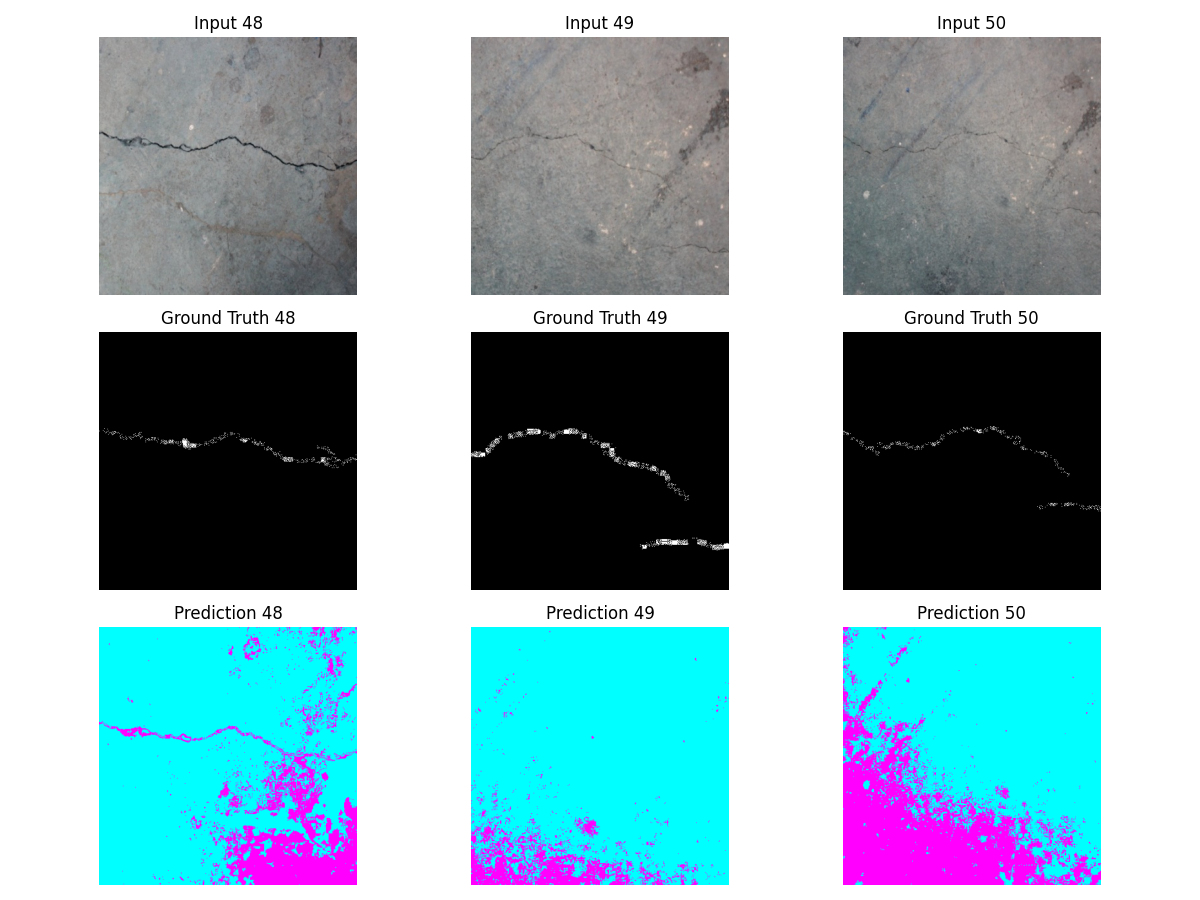 Input 48
Input 49
Input 50
Ground Truth 48
Ground Truth 49
Ground Truth 50
Prediction 48
Prediction 49
Prediction 50